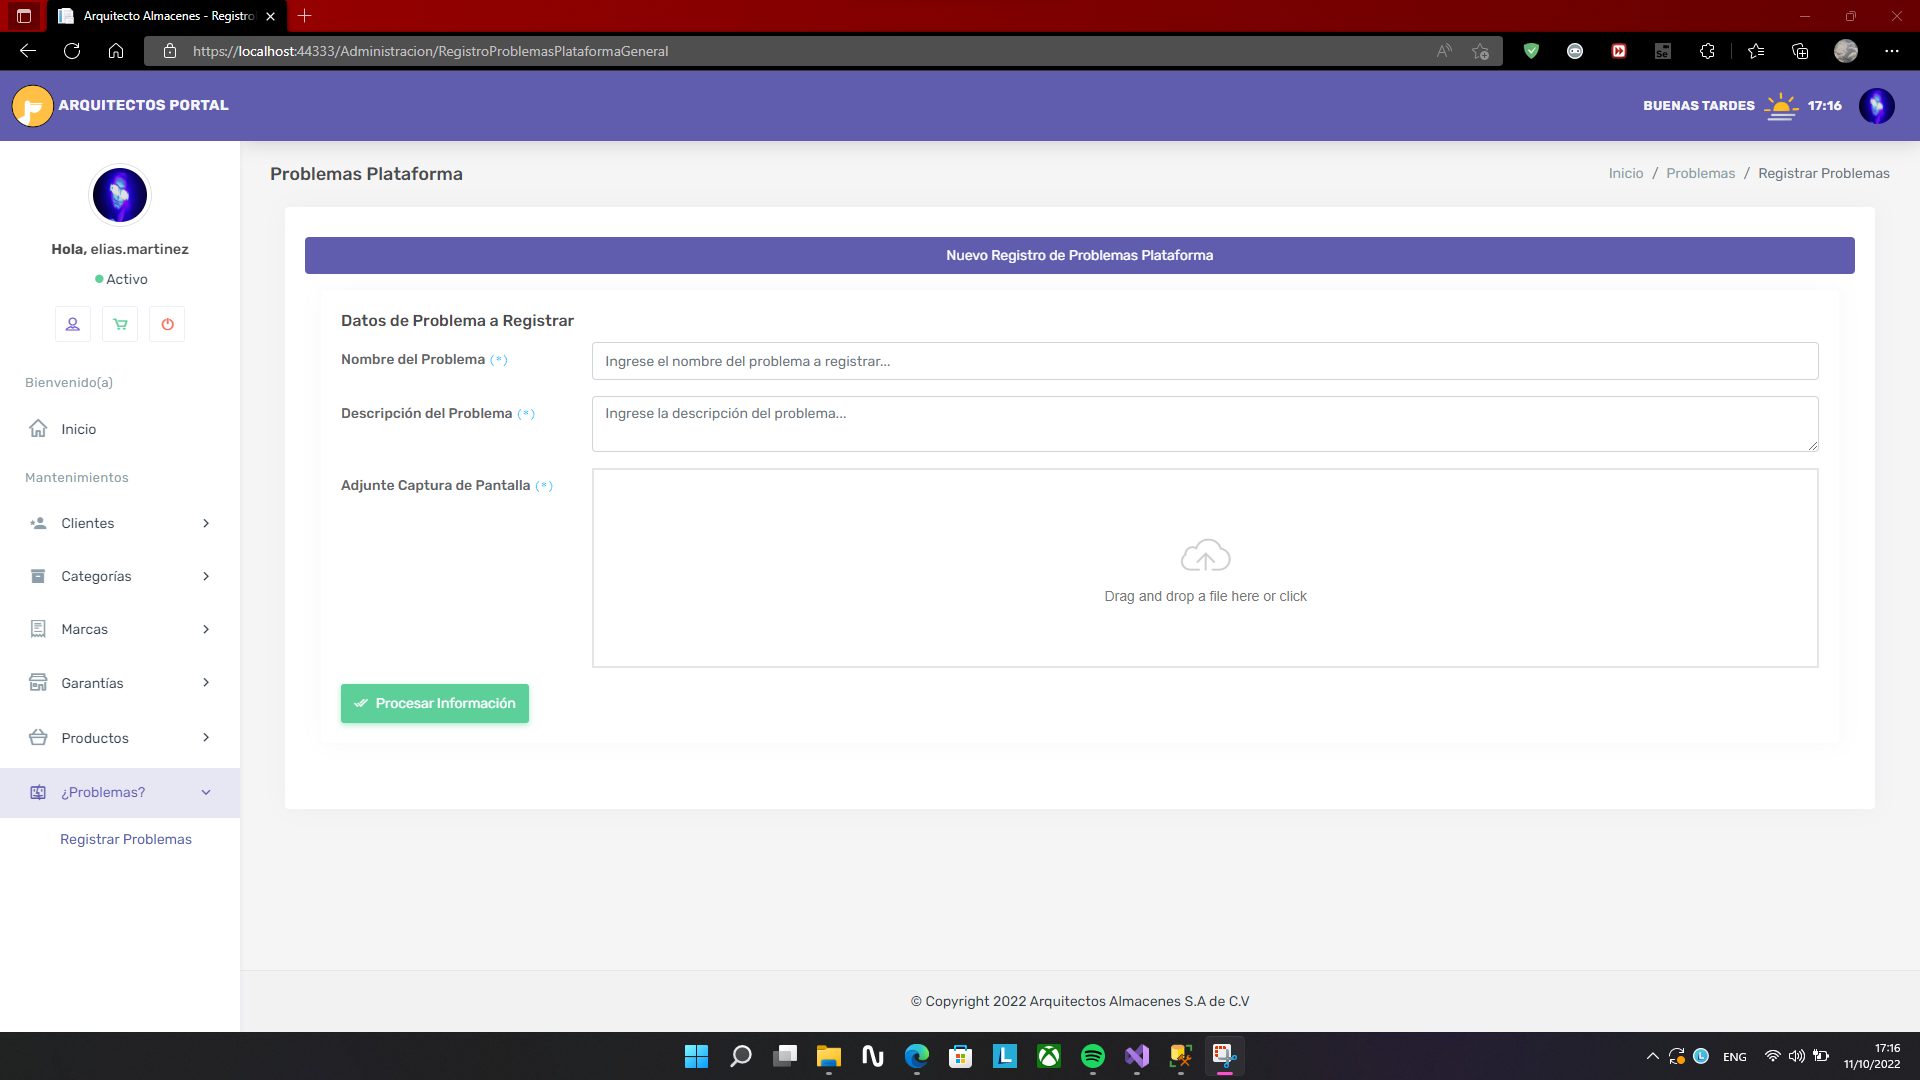 Arquitecto Almacenes - Registro
https://localhost:44333/Administracion/RegistroProblemasPlataformaGeneral
ARQUITECTOS PORTAL
BUENAS TARDES 17:16
Hola, elias.martinez
Activo
Bienvenido(a)
Inicio
Mantenimientos
Clientes
Categorías
Marcas
Garantías
Productos
¿Problemas?
Registrar Problemas
Problemas Plataforma
Inicio / Problemas / Registrar Problemas
Nuevo Registro de Problemas Plataforma
Datos de Problema a Registrar
Nombre del Problema (*)
Ingrese el nombre del problema a registrar...
Descripción del Problema (*)
Ingrese la descripción del problema...
Adjunte Captura de Pantalla (*)
Drag and drop a file here or click
Procesar Información
© Copyright 2022 Arquitectos Almacenes S.A de C.V
ENG
17:16
11/10/2022